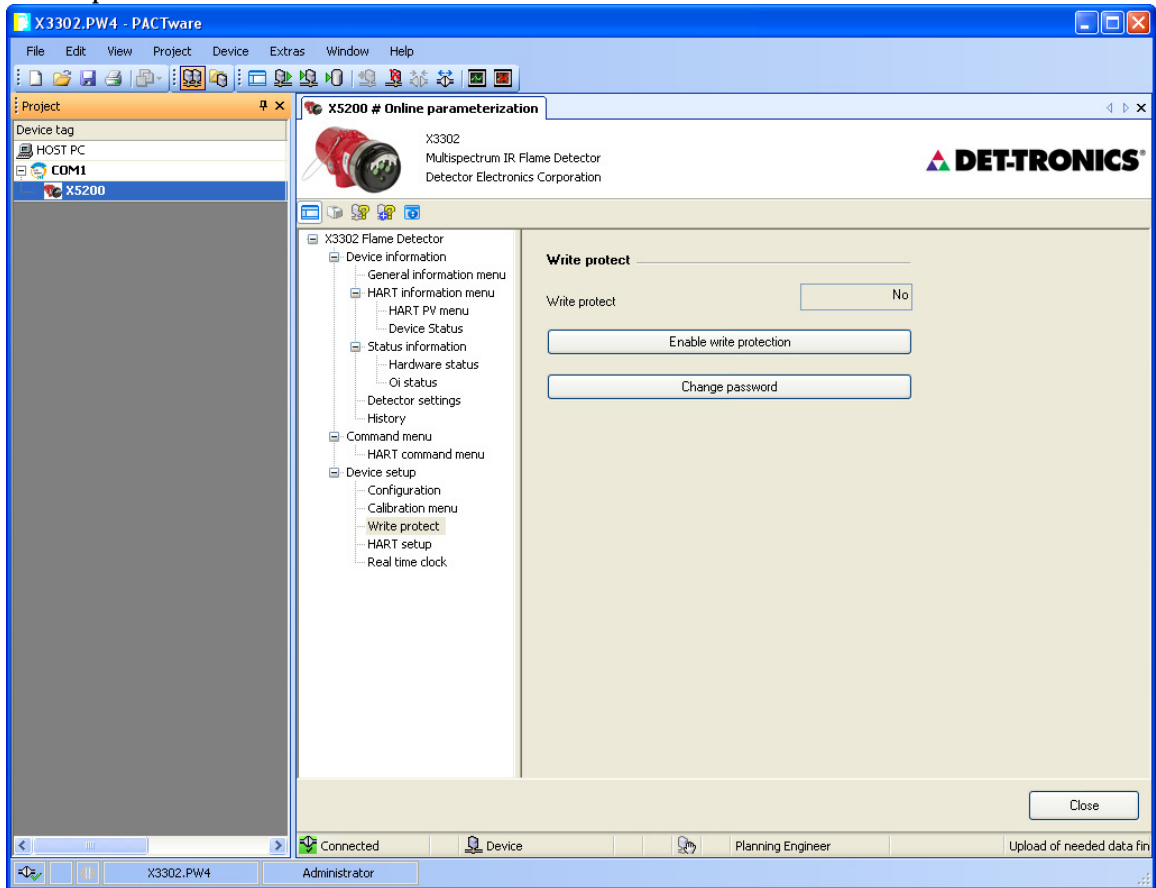 X3302.PW4 - PACTware
File Edit View Project Device Extras Window Help
Project
Device tag
HOST PC
COM1
X5200
X5200 # Online parameterization
X3302
Multispectrum IR Flame Detector
Detector Electronics Corporation
DET-TRONICS®
X3302 Flame Detector
Device information
General information menu
HART information menu
HART PV menu
Device Status
Status information
Hardware status
Oi status
Detector settings
History
Command menu
HART command menu
Device setup
Configuration
Calibration menu
Write protect
HART setup
Real time clock
Write protect
Write protect No
Enable write protection
Change password
Close
Connected Device Planning Engineer Upload of needed data fin
X3302.PW4 Administrator